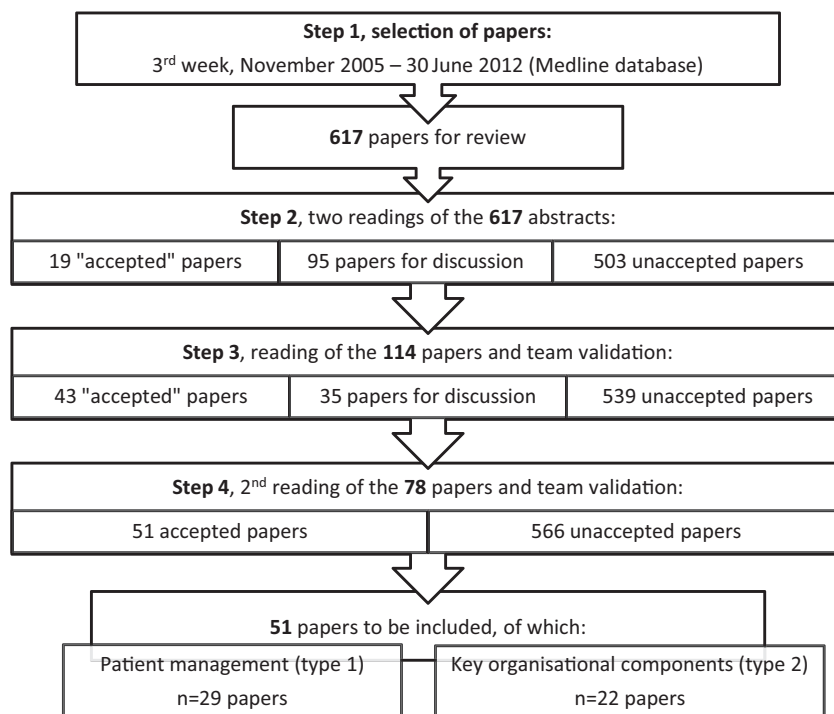 Step 1, selection of papers:
3rd week, November 2005 – 30 June 2012 (Medline database)
617 papers for review
Step 2, two readings of the 617 abstracts:
19 "accepted" papers
95 papers for discussion
503 unaccepted papers
Step 3, reading of the 114 papers and team validation:
43 "accepted" papers
35 papers for discussion
539 unaccepted papers
Step 4, 2nd reading of the 78 papers and team validation:
51 accepted papers
566 unaccepted papers
51 papers to be included, of which:
Patient management (type 1)
n=29 papers
Key organisational components (type 2)
n=22 papers